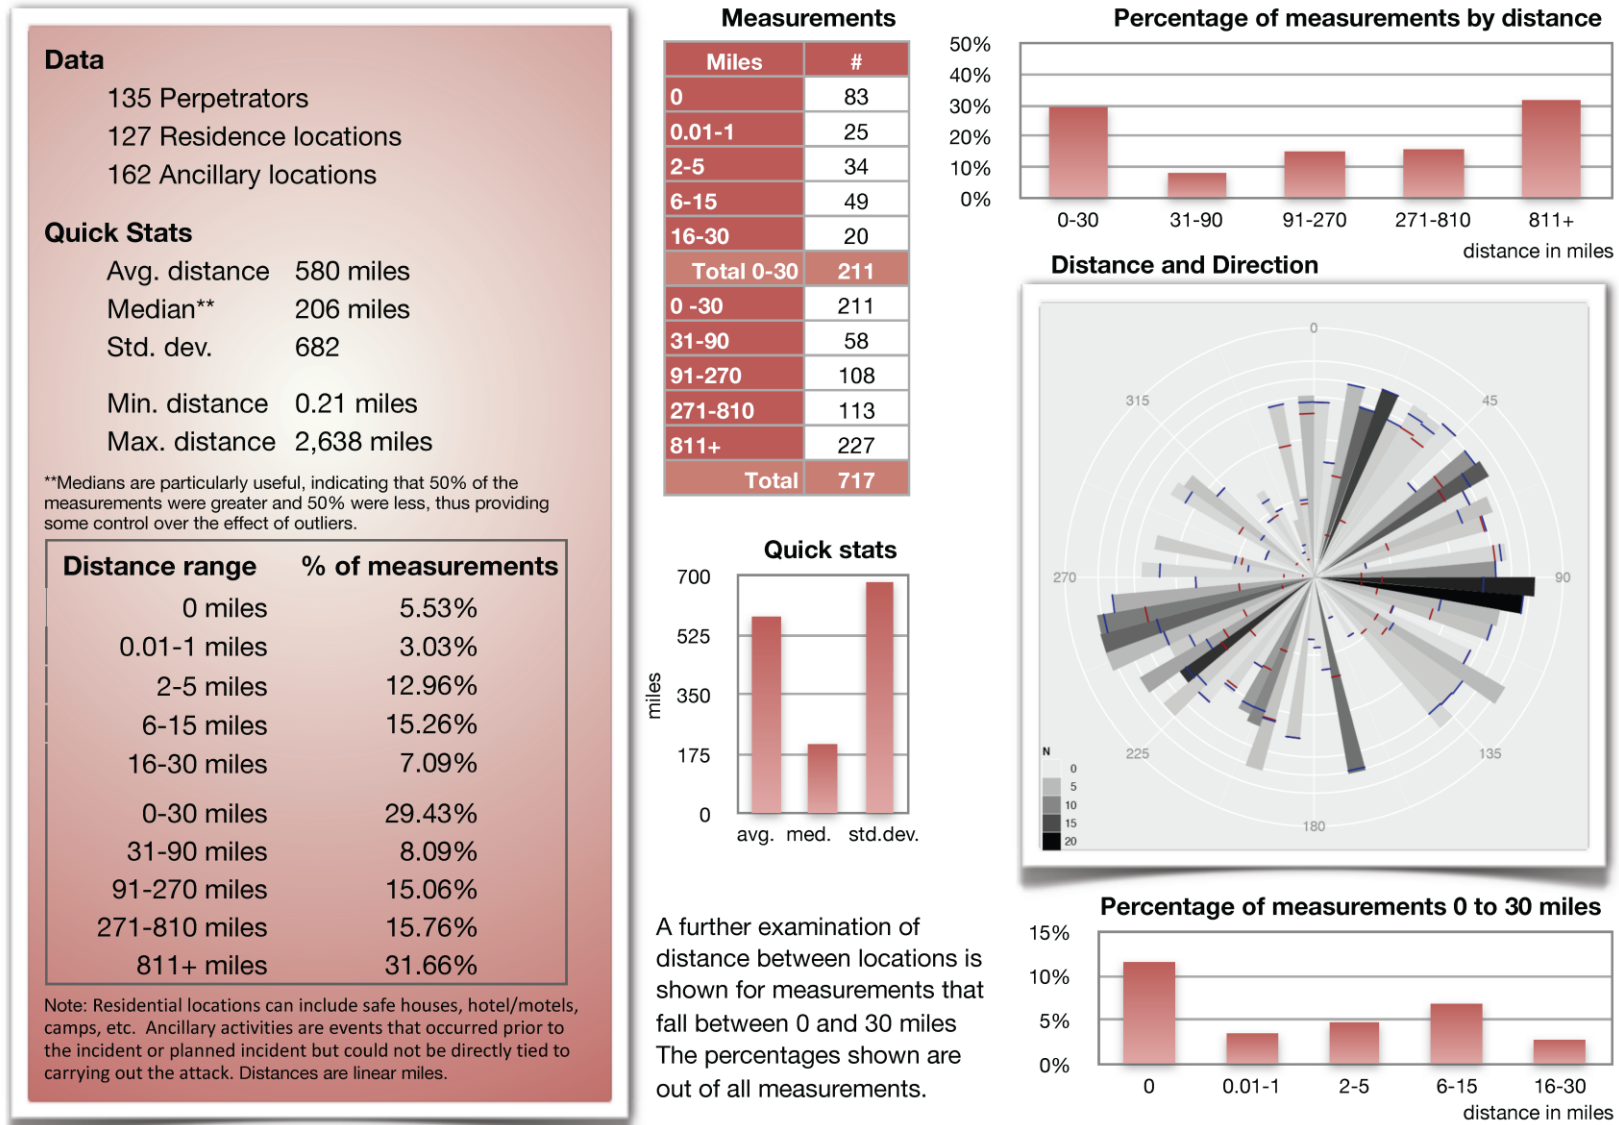 Data
135 Perpetrators
127 Residence locations
162 Ancillary locations
Quick Stats
Avg. distance 580 miles
Median** 206 miles
Std. dev. 682
Min. distance 0.21 miles
Max. distance 2,638 miles
**Medians are particularly useful, indicating that 50% of the
measurements were greater and 50% were less, thus providing
some control over the effect of outliers.
Distance range % of measurements
0 miles 5.53%
0.01-1 miles 3.03%
2-5 miles 12.96%
6-15 miles 15.26%
16-30 miles 7.09%
0-30 miles 29.43%
31-90 miles 8.09%
91-270 miles 15.06%
271-810 miles 15.76%
811+ miles 31.66%
Note: Residential locations can include safe houses, hotel/motels,
camps, etc. Ancillary activities are events that occurred prior to
the incident or planned incident but could not be directly tied to
carrying out the attack. Distances are linear miles.
Measurements
Miles #
0 83
0.01-1 25
2-5 34
6-15 49
16-30 20
Total 0-30 211
0 -30 211
31-90 58
91-270 108
271-810 113
811+ 227
Total 717
Quick stats
700
525
350
175
0
miles
avg. med. std.dev.
A further examination of
distance between locations is
shown for measurements that
fall between 0 and 30 miles
The percentages shown are
out of all measurements.
Percentage of measurements by distance
50%
40%
30%
20%
10%
0%
0-30 31-90 91-270 271-810 811+
distance in miles
Distance and Direction
0
315 45
270 90
225 135
180
N
0
5
10
15
20
Percentage of measurements 0 to 30 miles
15%
10%
5%
0%
0 0.01-1 2-5 6-15 16-30
distance in miles